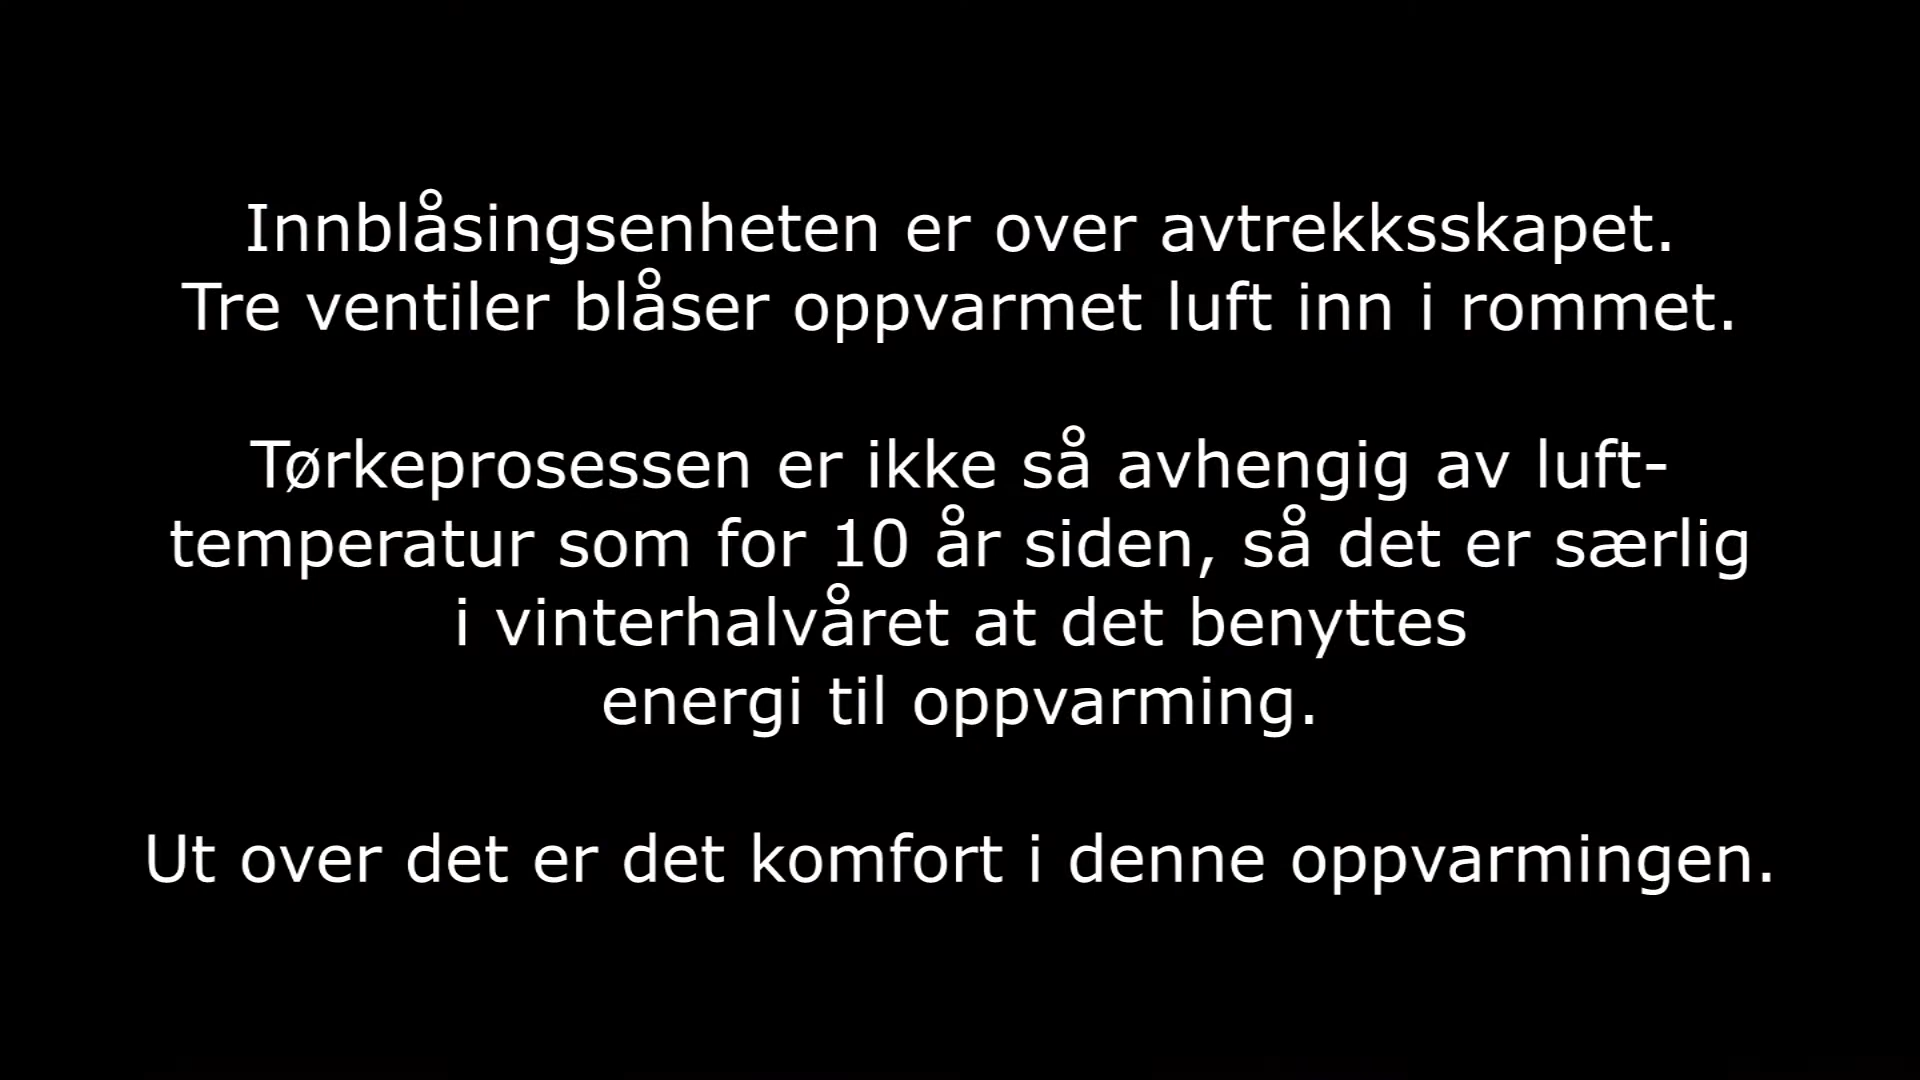 Innblåsingsenheten er over avtrekksskapet.
Tre ventiler blåser oppvarmet luft inn i rommet.
Tørkeprosessen er ikke så avhengig av luft-
temperatur som for 10 år siden, så det er særlig
i vinterhalvåret at det benyttes
energi til oppvarming.
Ut over det er det komfort i denne oppvarmingen.